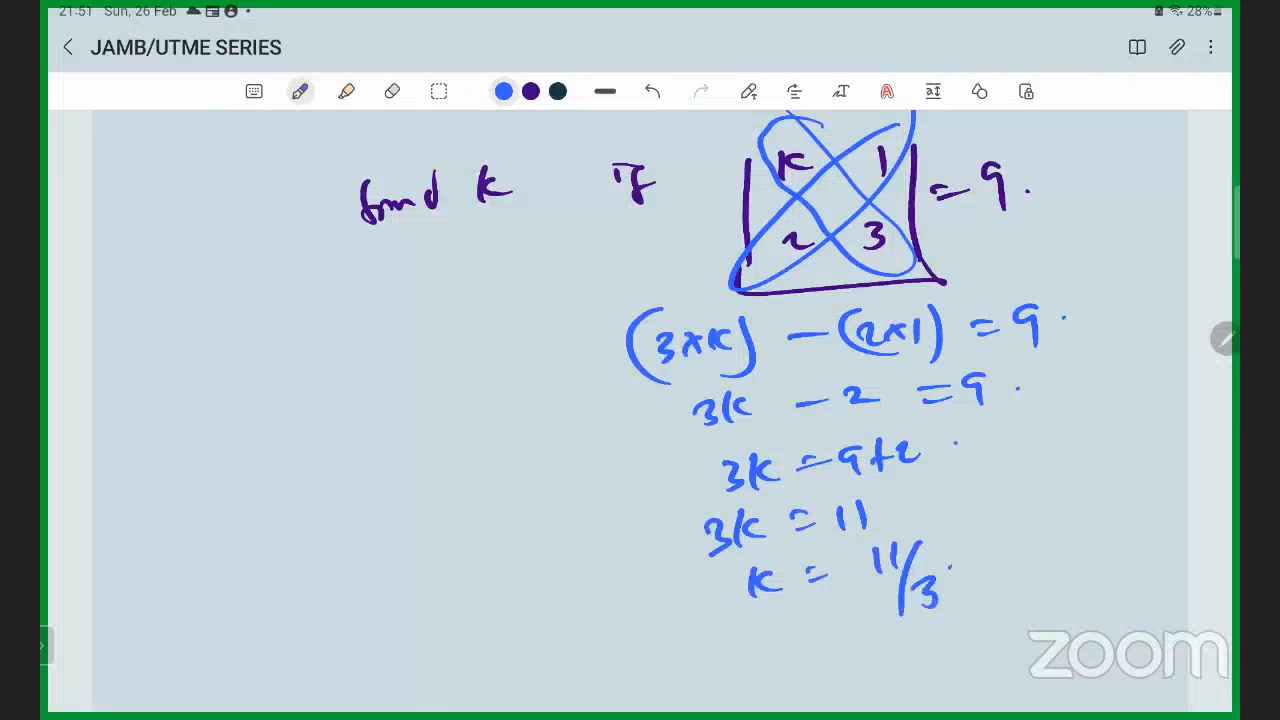 21:51 Sun, 26 Feb
28%
JAMB/UTME SERIES
find k if | k 1 | = 9.
| 2 3 |
(3×k) - (2×1) = 9.
3k - 2 = 9.
3k = 9+2.
3k = 11
k = 11/3.
zoom